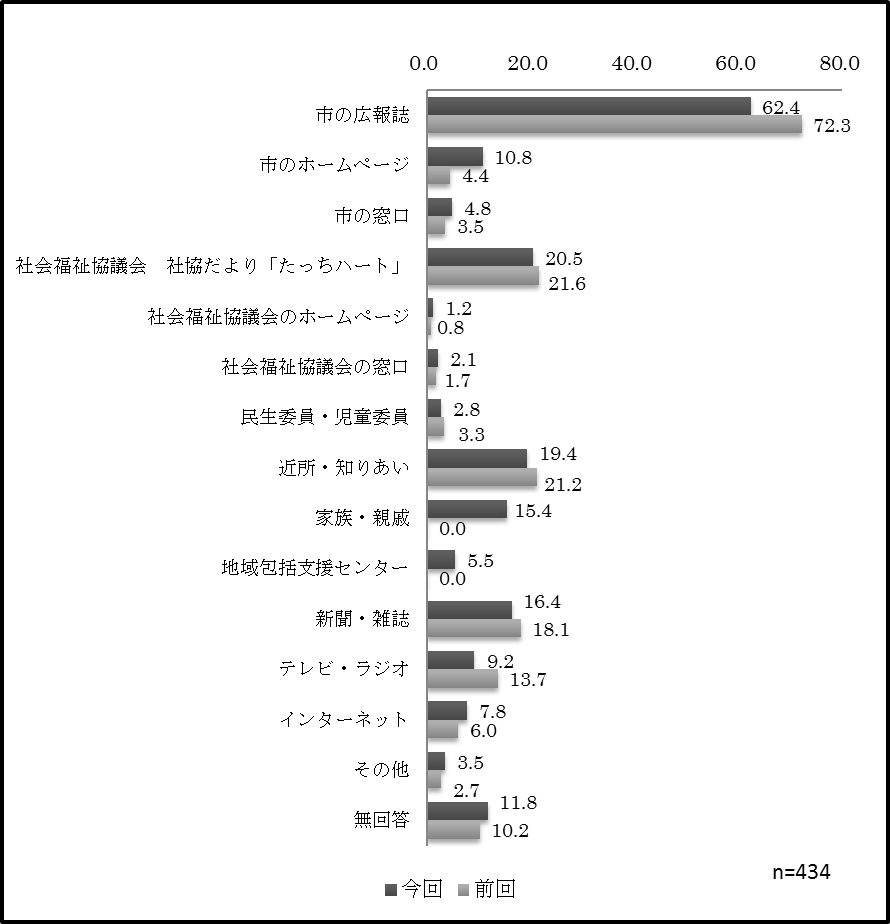 0.0 20.0 40.0 60.0 80.0
市の広報誌 62.4
72.3
市のホームページ 10.8
4.4
市の窓口 4.8
3.5
社会福祉協議会　社協だより「たっちハート」 20.5
21.6
社会福祉協議会のホームページ 1.2
0.8
社会福祉協議会の窓口 2.1
1.7
民生委員・児童委員 2.8
3.3
近所・知りあい 19.4
21.2
家族・親戚 15.4
0.0
地域包括支援センター 5.5
0.0
新聞・雑誌 16.4
18.1
テレビ・ラジオ 9.2
13.7
インターネット 7.8
6.0
その他 3.5
2.7
無回答 11.8
10.2
n=434
今回 前回